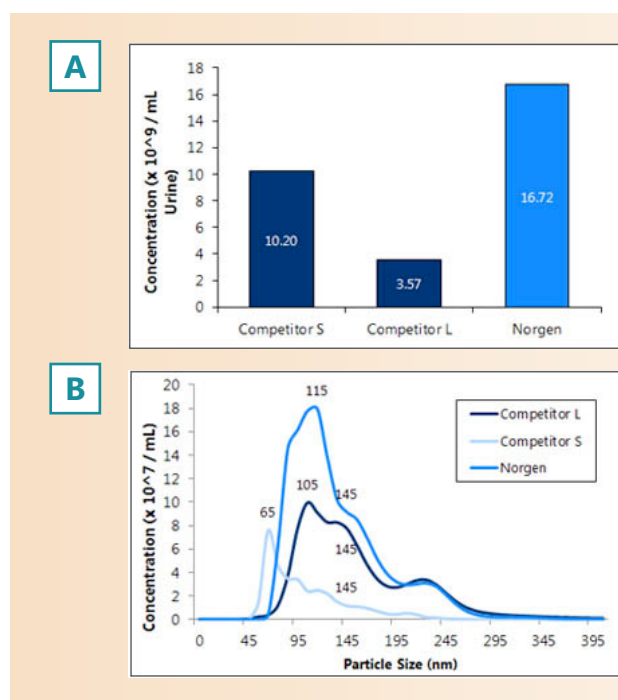 A
Concentration (x 10^9 / mL
Urine)
18
16
14
12
10
8
6
4
2
0
10.20
3.57
16.72
Competitor S
Competitor L
Norgen
B
Concentration (x 10^7 / mL)
20
18
16
14
12
10
8
6
4
2
0
115
105
65
145
145
145
Competitor L
Competitor S
Norgen
0 45 95 145 195 245 295 345 395
Particle Size (nm)